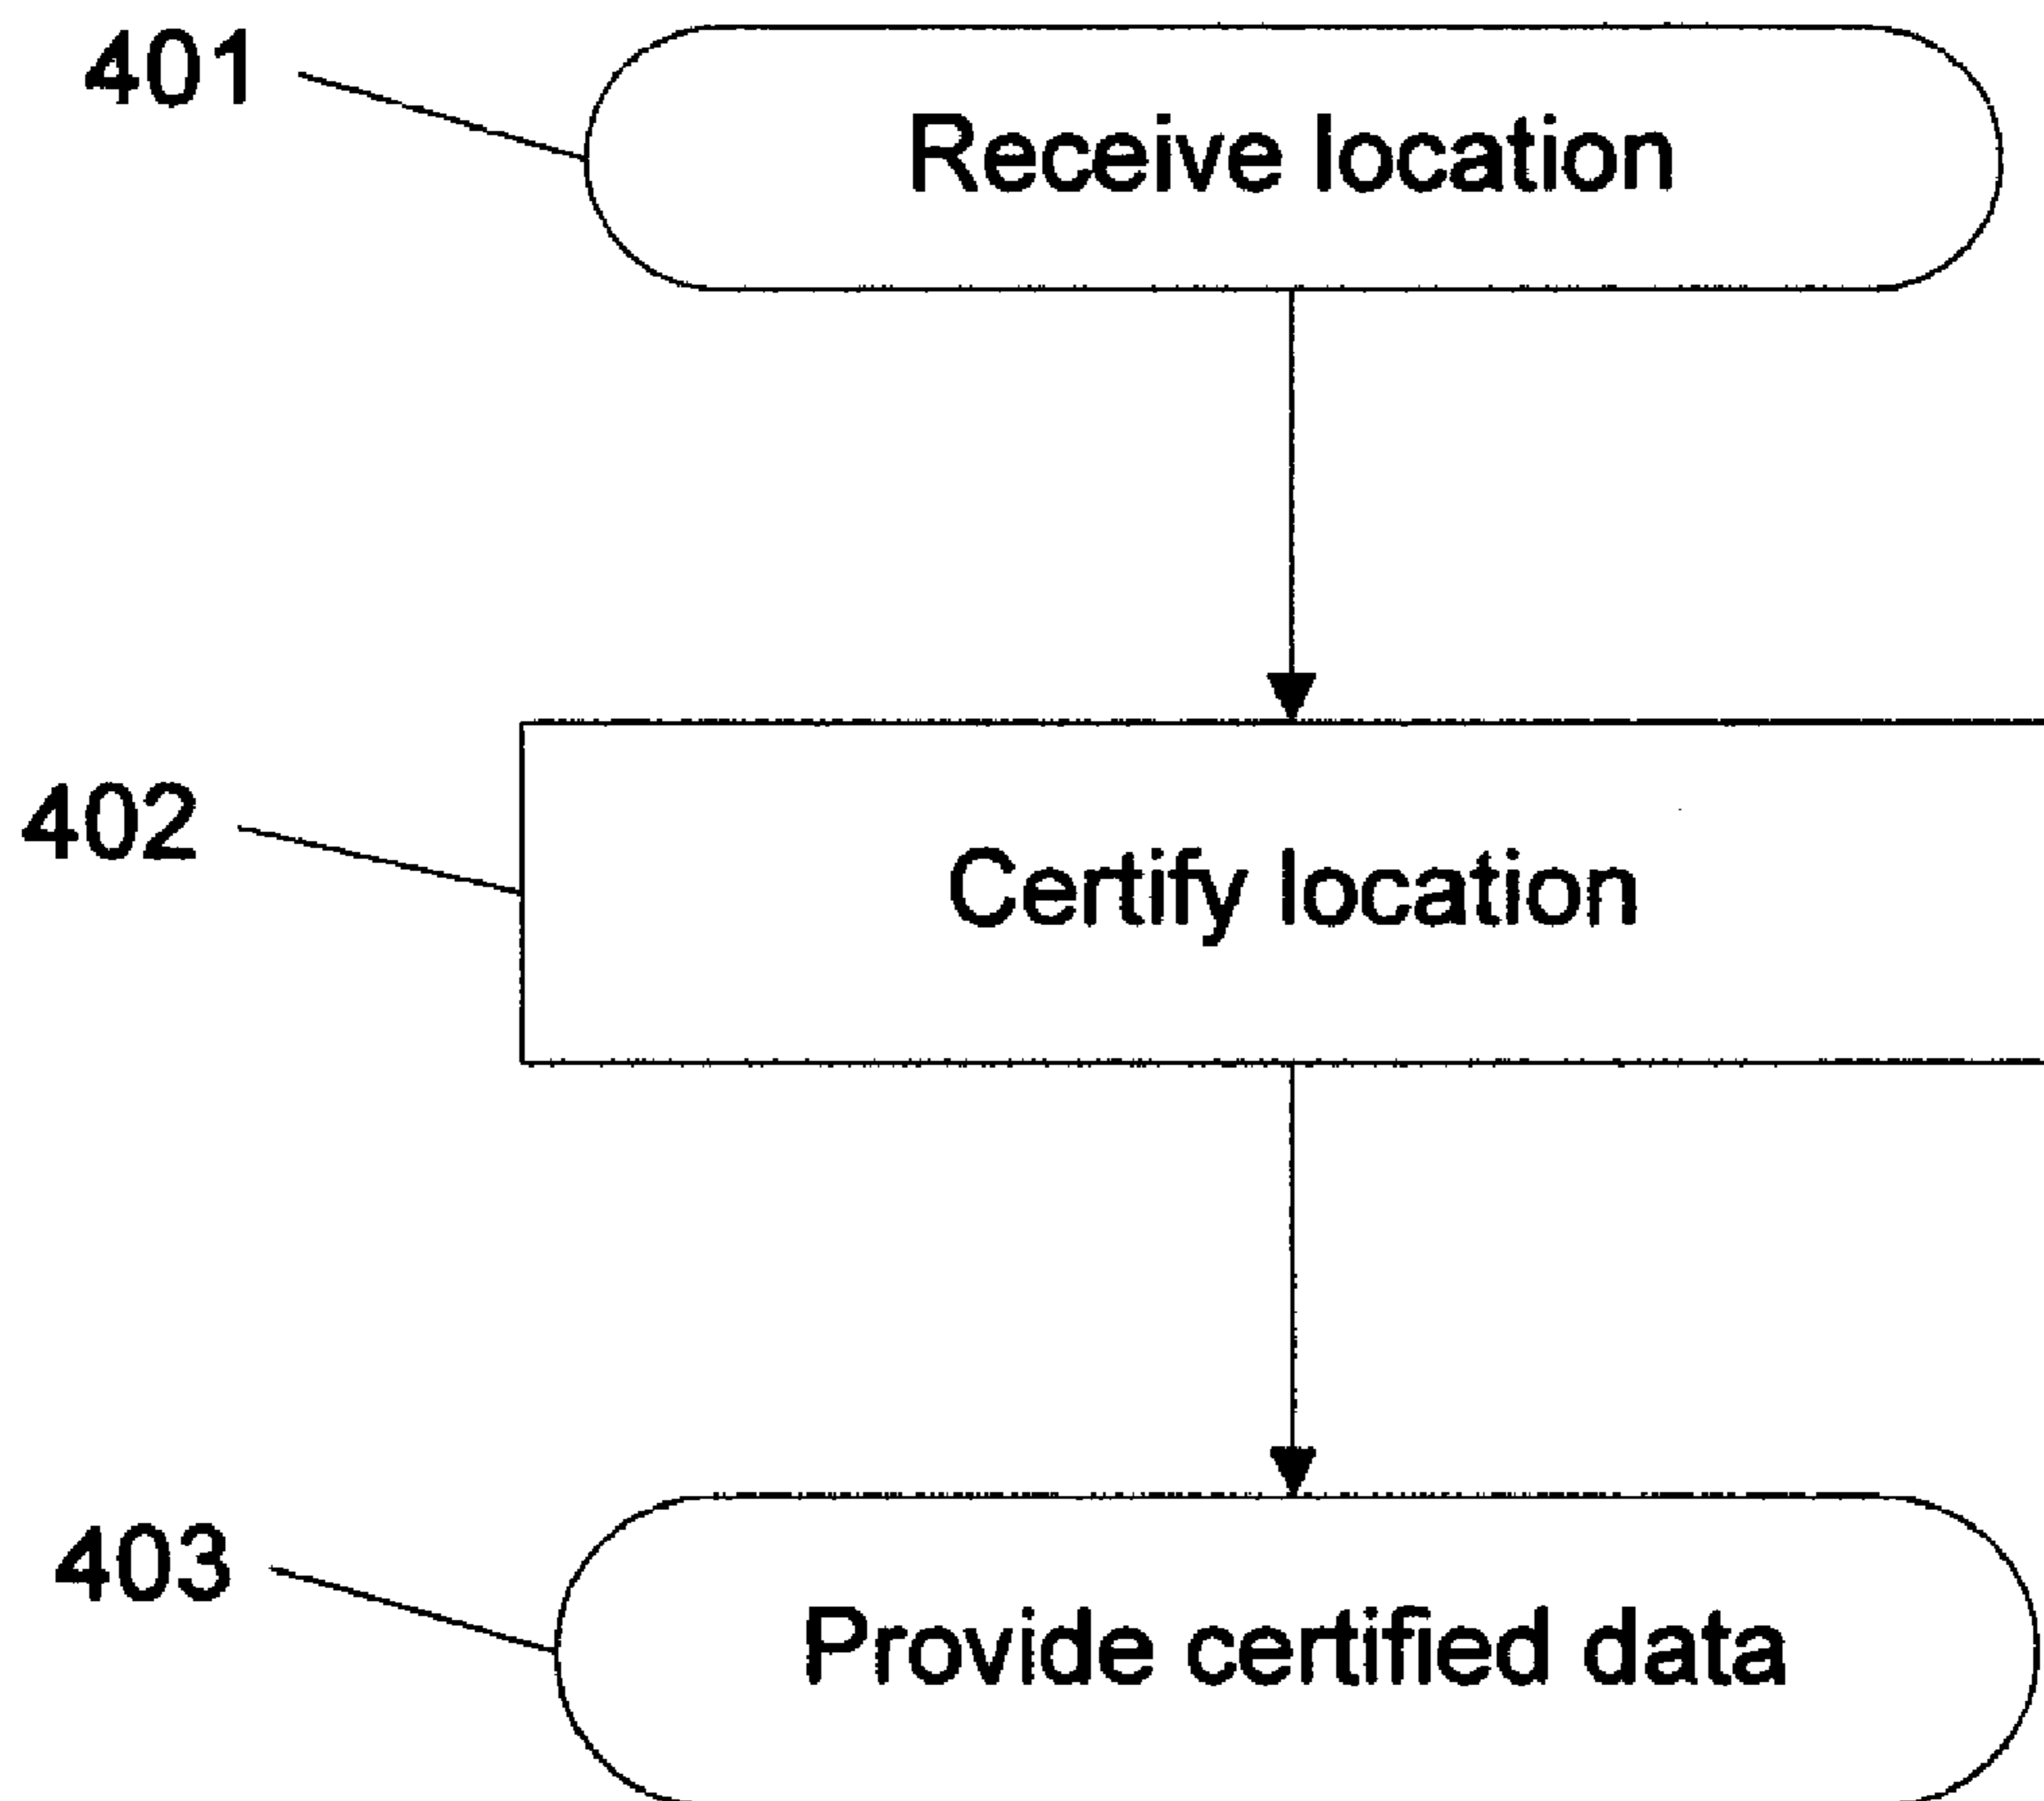 401
Receive location
402
Certify location
403
Provide certified data